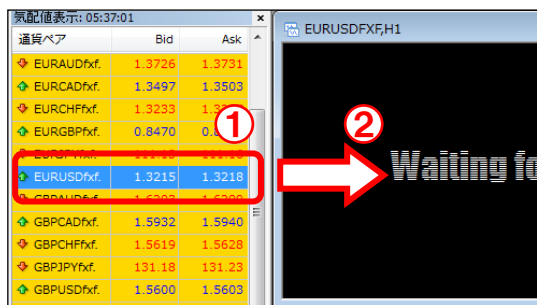 気配値表示: 05:37:01
通貨ペア Bid Ask
EURAUDfxf. 1.3726 1.3731
EURCADfxf. 1.3497 1.3503
EURCHFfxf. 1.3233
EURGBPfxf. 0.8470
①
EURUSDfxf. 1.3215 1.3218
GBPCADfxf. 1.5932 1.5940
GBPCHFfxf. 1.5619 1.5628
GBPJPYfxf. 131.18 131.23
GBPUSDfxf. 1.5600 1.5603
EURUSDFXF,H1
②
Waiting fo